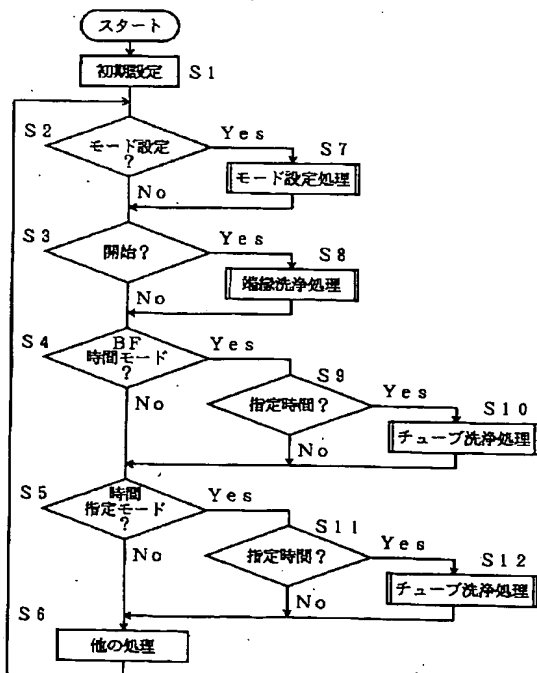 スタート
初期設定 S1
S2 モード設定? Yes S7
モード設定処理
No
S3 開始? Yes S8
端縁洗浄処理
No
S4 BF時間モード? Yes S9
指定時間? Yes S10
チューブ洗浄処理
No No
S5 時間指定モード? Yes S11
指定時間? Yes S12
チューブ洗浄処理
No No
S6
他の処理